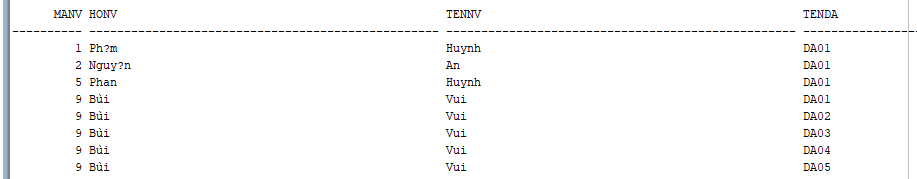 MANV HONV TENNV TENDA
1 Ph?m Huynh DA01
2 Nguy?n An DA01
5 Phan Huynh DA01
9 Bùi Vui DA01
9 Bùi Vui DA02
9 Bùi Vui DA03
9 Bùi Vui DA04
9 Bùi Vui DA05